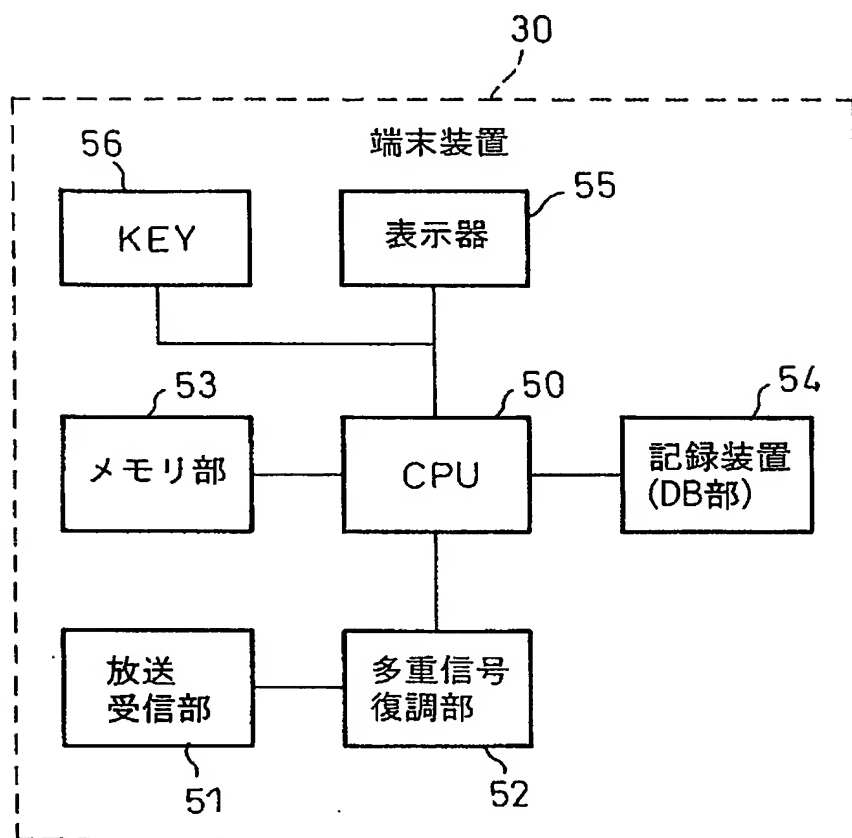 30
端末装置
56
KEY
55
表示器
53
メモリ部
50
CPU
54
記録装置
(DB部)
放送
受信部
51
多重信号
復調部
52